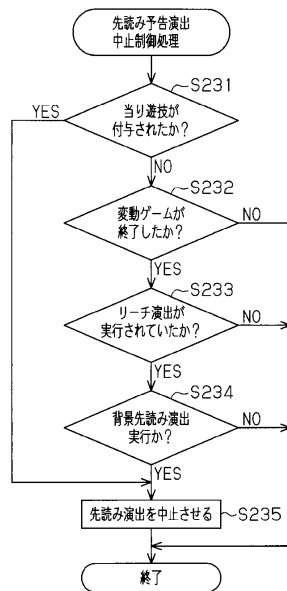 先読み予告演出
中止制御処理
S231
当り遊技が
付与されたか？
YES
NO
S232
変動ゲームが
終了したか？
NO
YES
S233
リーチ演出が
実行されていたか？
NO
YES
S234
背景先読み演出
実行か？
NO
YES
先読み演出を中止させる
S235
終了